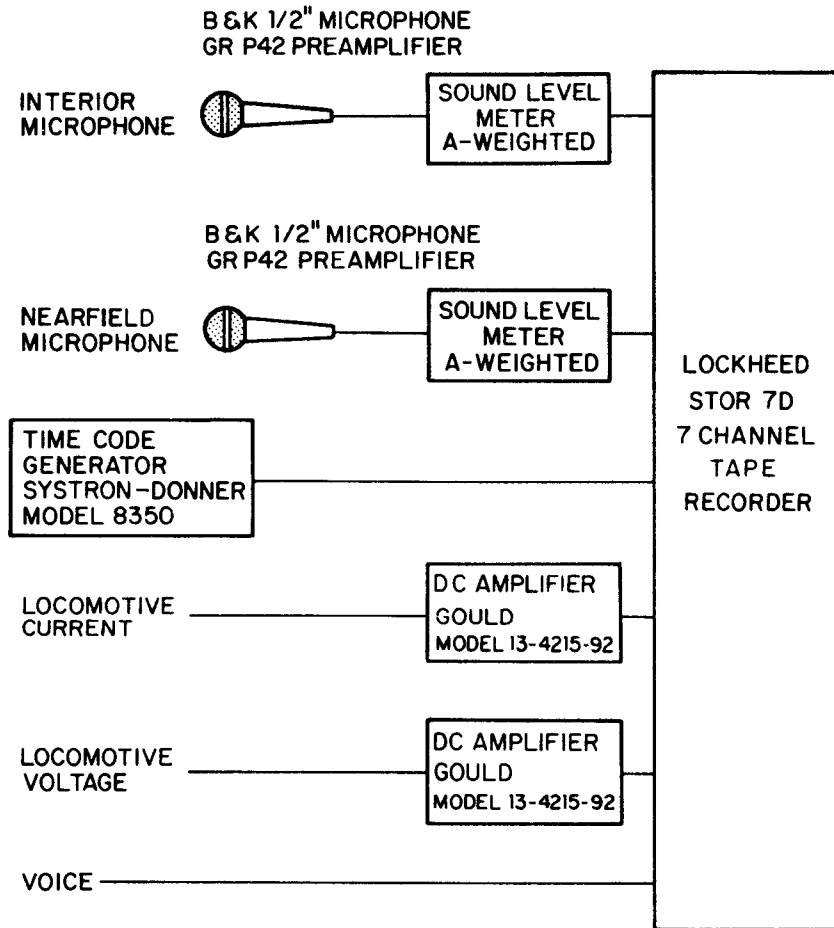 B & K 1/2" MICROPHONE
GR P42 PREAMPLIFIER
INTERIOR
MICROPHONE
SOUND LEVEL
METER
A-WEIGHTED
B & K 1/2" MICROPHONE
GR P42 PREAMPLIFIER
NEARFIELD
MICROPHONE
SOUND LEVEL
METER
A-WEIGHTED
LOCKHEED
STOR 7D
7 CHANNEL
TAPE
RECORDER
TIME CODE
GENERATOR
SYSTRON-DONNER
MODEL 8350
LOCOMOTIVE
CURRENT
DC AMPLIFIER
GOULD
MODEL 13-4215-92
LOCOMOTIVE
VOLTAGE
DC AMPLIFIER
GOULD
MODEL 13-4215-92
VOICE